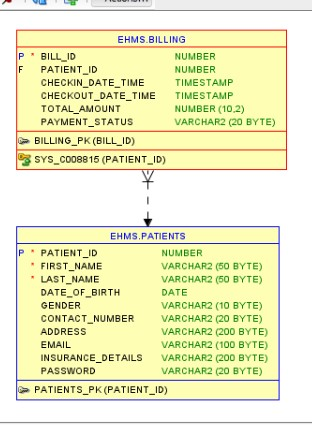 EHMS.BILLING
P * BILL_ID NUMBER
F PATIENT_ID NUMBER
CHECKIN_DATE_TIME TIMESTAMP
CHECKOUT_DATE_TIME TIMESTAMP
TOTAL_AMOUNT NUMBER (10,2)
PAYMENT_STATUS VARCHAR2 (20 BYTE)
BILLING_PK (BILL_ID)
SYS_C008815 (PATIENT_ID)
EHMS.PATIENTS
P * PATIENT_ID NUMBER
* FIRST_NAME VARCHAR2 (50 BYTE)
* LAST_NAME VARCHAR2 (50 BYTE)
DATE_OF_BIRTH DATE
GENDER VARCHAR2 (10 BYTE)
CONTACT_NUMBER VARCHAR2 (20 BYTE)
ADDRESS VARCHAR2 (200 BYTE)
EMAIL VARCHAR2 (100 BYTE)
INSURANCE_DETAILS VARCHAR2 (200 BYTE)
PASSWORD VARCHAR2 (20 BYTE)
PATIENTS_PK (PATIENT_ID)